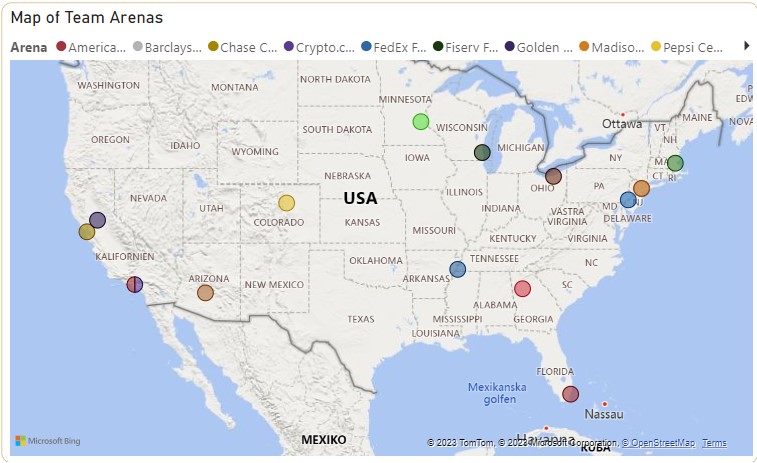 Map of Team Arenas
Arena America... Barclays... Chase C... Crypto.c... FedEx F... Fiserv F... Golden ... Madiso... Pepsi Ce...
WASHINGTON
MONTANA
NORTH DAKOTA
MINNESOTA
OREGON
IDAHO
WYOMING
SOUTH DAKOTA
WISCONSIN
MICHIGAN
Ottawa
VT
MAINE
NH
NOVA
NEVADA
UTAH
COLORADO
NEBRASKA
IOWA
ILLINOIS
INDIANA
OHIO
PA
NY
MA
CT RI
NJ
MD
DELAWARE
USA
KANSAS
MISSOURI
KENTUCKY
VÄSTRA
VIRGINIA
VIRGINIA
KALIFORNIEN
ARIZONA
NEW MEXICO
OKLAHOMA
ARKANSAS
TENNESSEE
NC
SC
TEXAS
LOUISIANA
MISSISSIPPI
ALABAMA
GEORGIA
FLORIDA
Mexikanska
golfen
Nassau
MEXIKO
Havanna
KUBA
Microsoft Bing
© 2023 TomTom, © 2023 Microsoft Corporation, © OpenStreetMap Terms